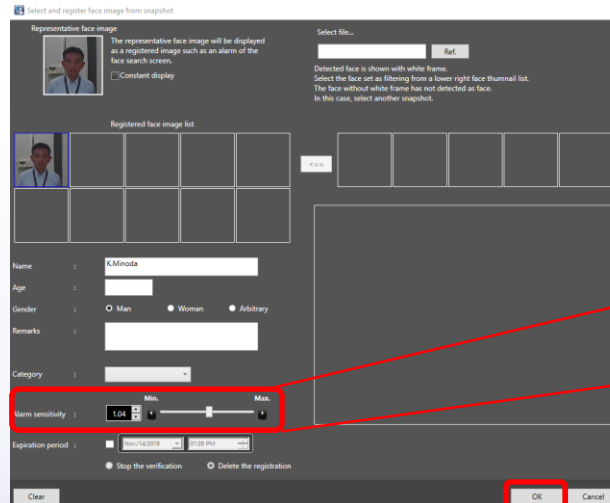 Select and register face image from snapshot
Representative face image
The representative face image will be displayed
as a registered image such as an alarm of the
face search screen.
Constant display
Select file...
Ref.
Detected face is shown with white frame.
Select the face set as filtering from a lower right face thumnail list.
The face without white frame has not detected as face.
In this case, select another snapshot.
Registered face image list
<==
Name :
K.Minoda
Age :
Gender :
Man
Woman
Arbitrary
Remarks :
Category :
Alarm sensitivity :
1.04
Min.
Max.
Expiration period :
Nov/14/2019
01:29 PM
Stop the verification
Delete the registration
Clear
OK
Cancel